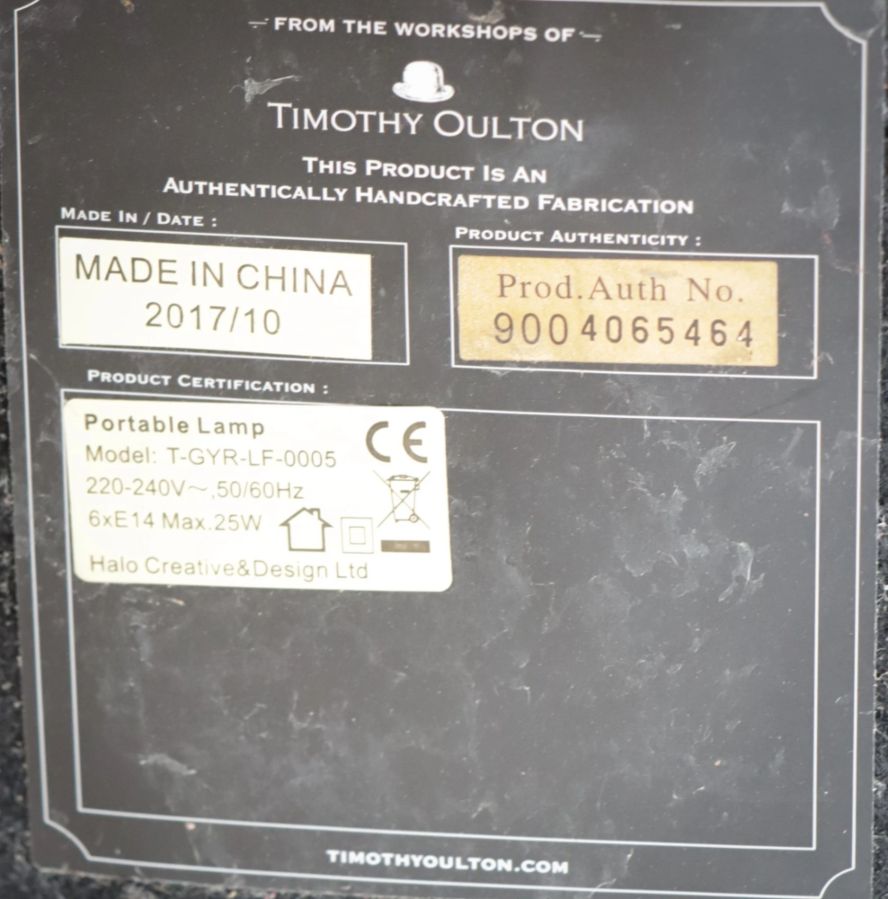 FROM THE WORKSHOPS OF
TIMOTHY OULTON
THIS PRODUCT IS AN
AUTHENTICALLY HANDCRAFTED FABRICATION
MADE IN / DATE :
MADE IN CHINA
2017/10
PRODUCT AUTHENTICITY :
Prod.Auth No.
9004065464
PRODUCT CERTIFICATION :
Portable Lamp
Model: T-GYR-LF-0005
220-240V~,50/60Hz
6xE14 Max.25W
Halo Creative&Design Ltd
CE
TIMOTHYOULTON.COM